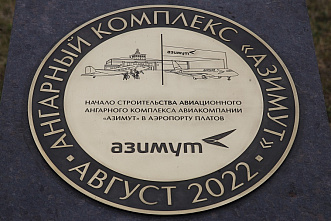 АНГАРНЫЙ КОМПЛЕКС «АЗИМУТ»
азимут
НАЧАЛО СТРОИТЕЛЬСТВА АВИАЦИОННОГО
АНГАРНОГО КОМПЛЕКСА АВИАКОМПАНИИ
«АЗИМУТ» В АЭРОПОРТУ ПЛАТОВ
азимут
АВГУСТ 2022